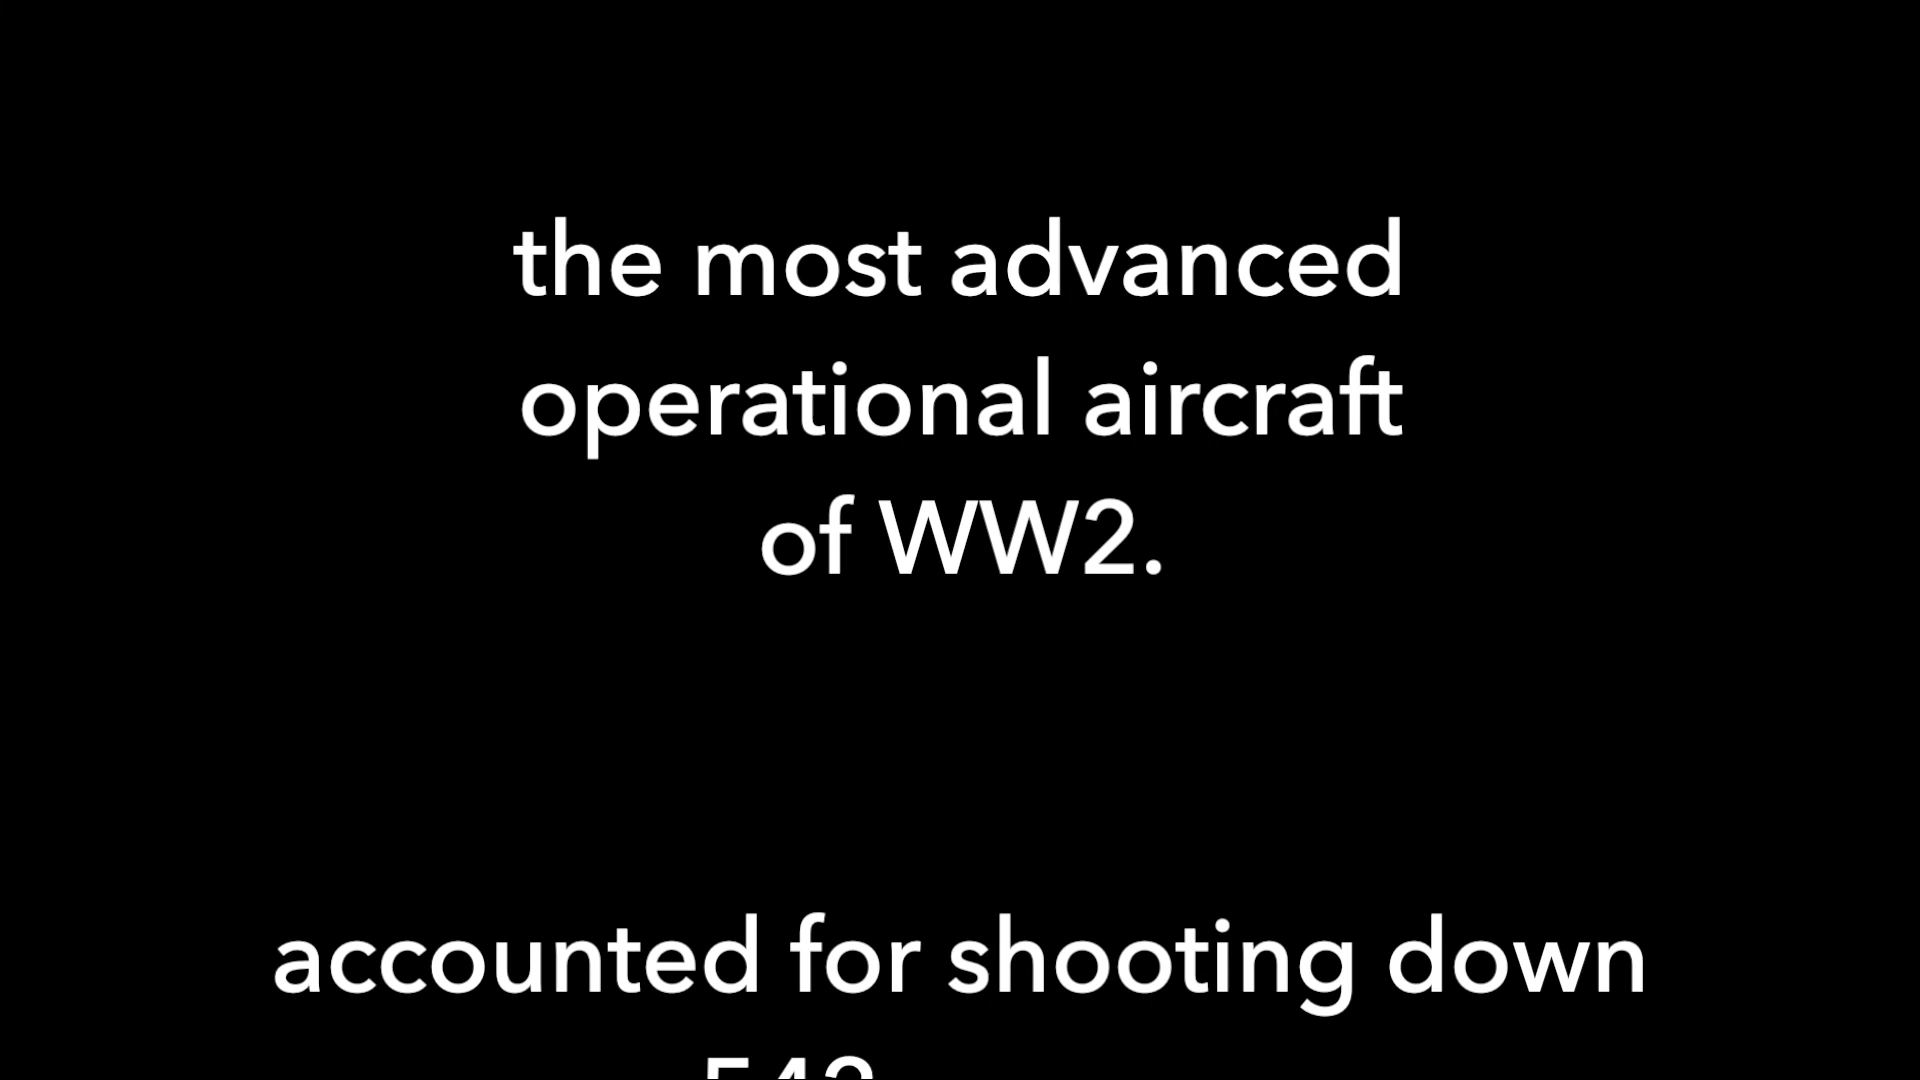 the most advanced
operational aircraft
of WW2.
accounted for shooting down